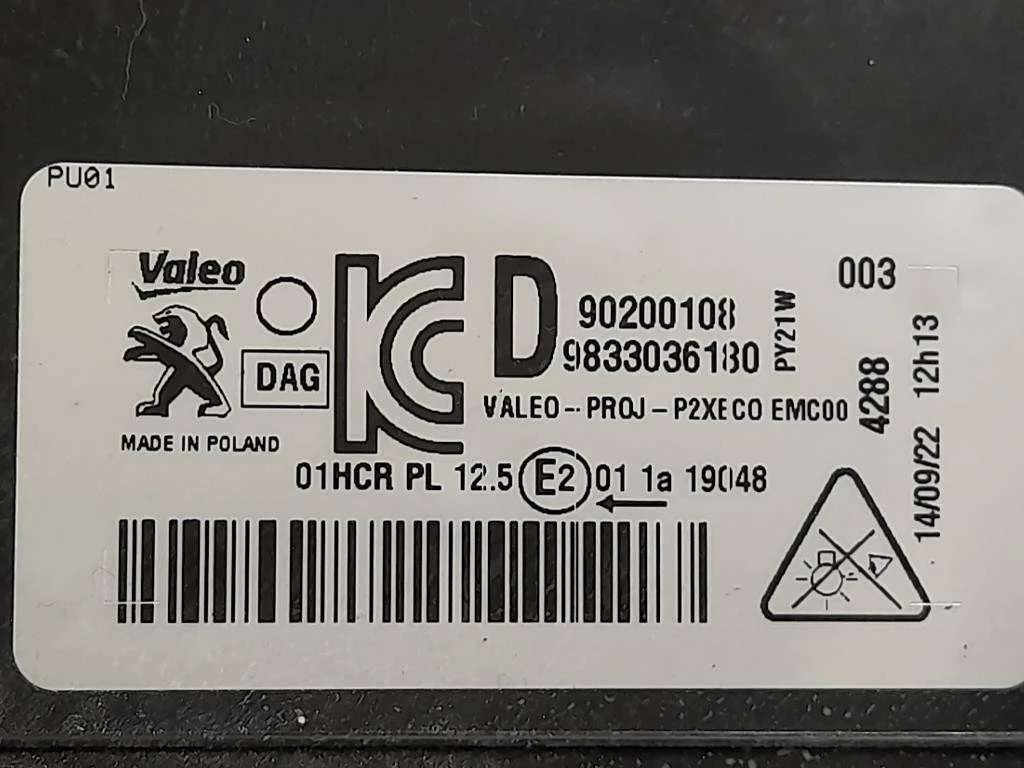 PU01
Valeo
DAG
MADE IN POLAND
KC
D
90200108
9833036180
PY21W
VALEO-PROJ-P2XECO EMC00
003
4288
14/09/22 12h13
01HCR PL 12.5 E2 01 1a 19048